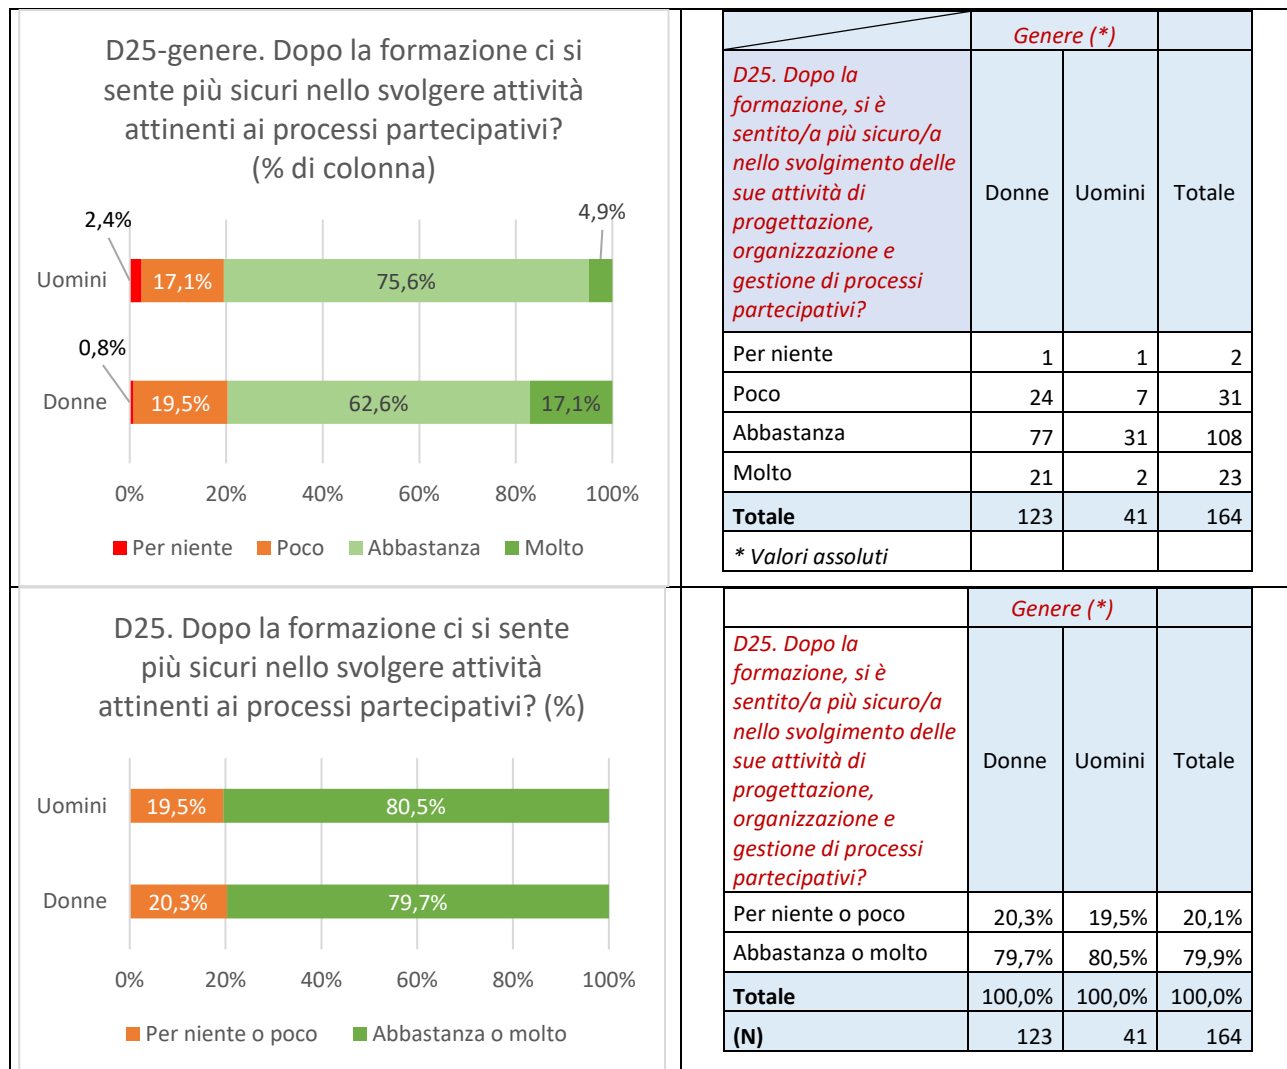 D25-genere. Dopo la formazione ci si
sente più sicuri nello svolgere attività
attinenti ai processi partecipativi?
(% di colonna)
2,4%
4,9%
Uomini
17,1%
75,6%
0,8%
Donne
19,5%
62,6%
17,1%
0%
20%
40%
60%
80%
100%
Per niente
Poco
Abbastanza
Molto
Genere (*)
D25. Dopo la
formazione, si è
sentito/a più sicuro/a
nello svolgimento delle
sue attività di
progettazione,
organizzazione e
gestione di processi
partecipativi?
Donne Uomini Totale
Per niente 1 1 2
Poco 24 7 31
Abbastanza 77 31 108
Molto 21 2 23
Totale 123 41 164
* Valori assoluti
D25. Dopo la formazione ci si sente
più sicuri nello svolgere attività
attinenti ai processi partecipativi? (%)
Uomini
19,5%
80,5%
Donne
20,3%
79,7%
0%
20%
40%
60%
80%
100%
Per niente o poco
Abbastanza o molto
Genere (*)
D25. Dopo la
formazione, si è
sentito/a più sicuro/a
nello svolgimento delle
sue attività di
progettazione,
organizzazione e
gestione di processi
partecipativi?
Donne Uomini Totale
Per niente o poco 20,3% 19,5% 20,1%
Abbastanza o molto 79,7% 80,5% 79,9%
Totale 100,0% 100,0% 100,0%
(N) 123 41 164